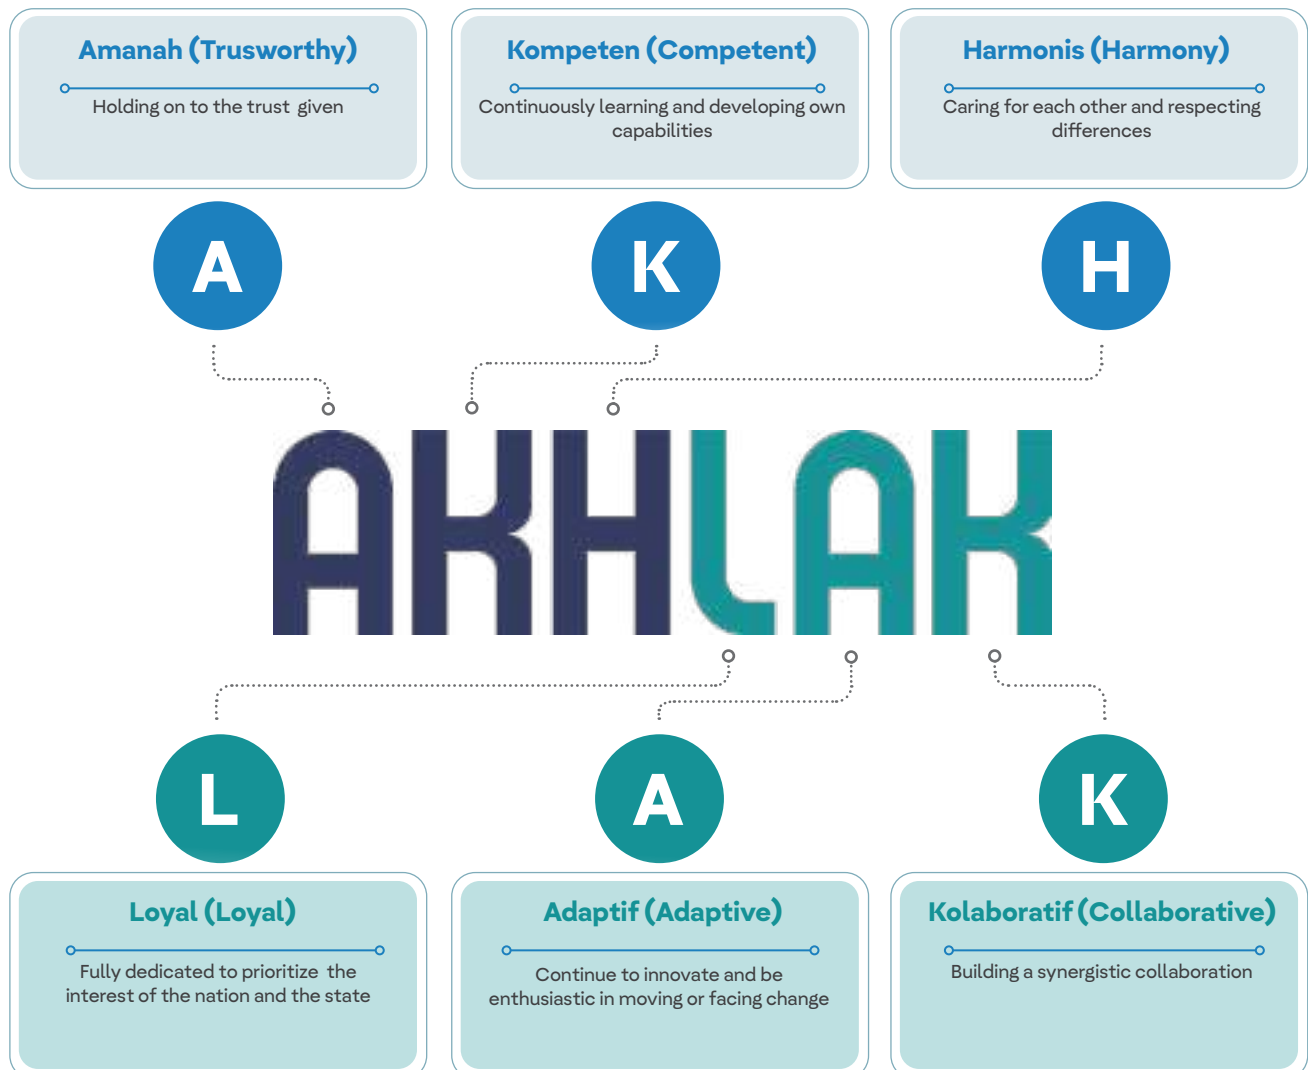 Amanah (Trusworthy)
Holding on to the trust given
Kompeten (Competent)
Continuously learning and developing own
capabilities
Harmonis (Harmony)
Caring for each other and respecting
differences
A
K
H
AKHLAK
L
A
K
Loyal (Loyal)
Fully dedicated to prioritize the
interest of the nation and the state
Adaptif (Adaptive)
Continue to innovate and be
enthusiastic in moving or facing change
Kolaboratif (Collaborative)
Building a synergistic collaboration